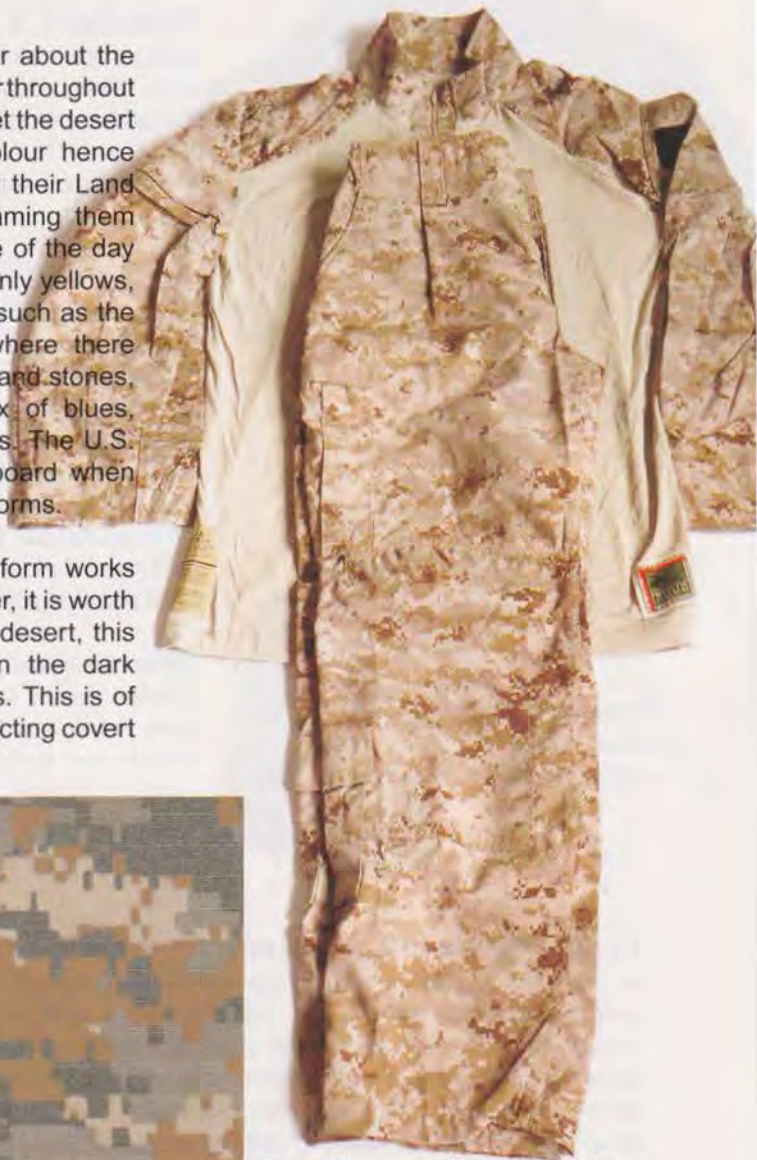 r about the
throughout
et the desert
olour hence
their Land
aming them
e of the day
nly yellows,
such as the
where there
and stones,
x of blues,
s. The U.S.
board when
orms.
form works
er, it is worth
desert, this
n the dark
s. This is of
cting covert